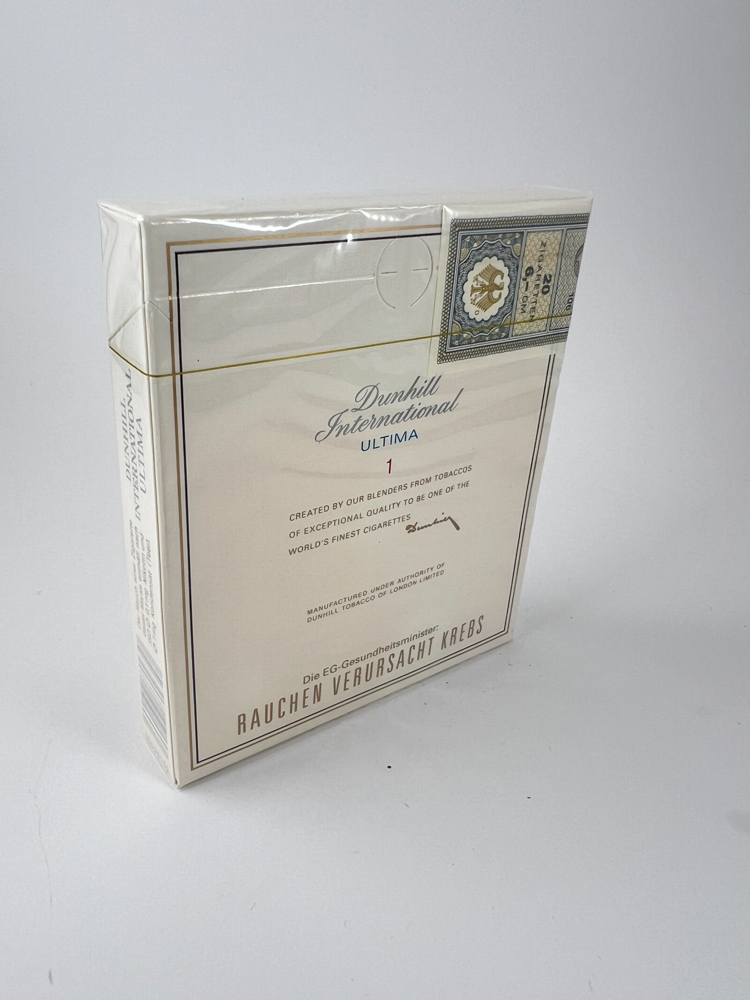 Dunhill
International
ULTIMA
1
CREATED BY OUR BLENDERS FROM TOBACCOS
OF EXCEPTIONAL QUALITY TO BE ONE OF THE
WORLD'S FINEST CIGARETTES Dunhill
MANUFACTURED UNDER AUTHORITY OF
DUNHILL TOBACCO OF LONDON LIMITED
Die EG-Gesundheitsminister:
RAUCHEN VERURSACHT KREBS
20
ZIGARETTEN
6,– DM
106
DUNHILL
INTERNATIONAL
ULTIMA